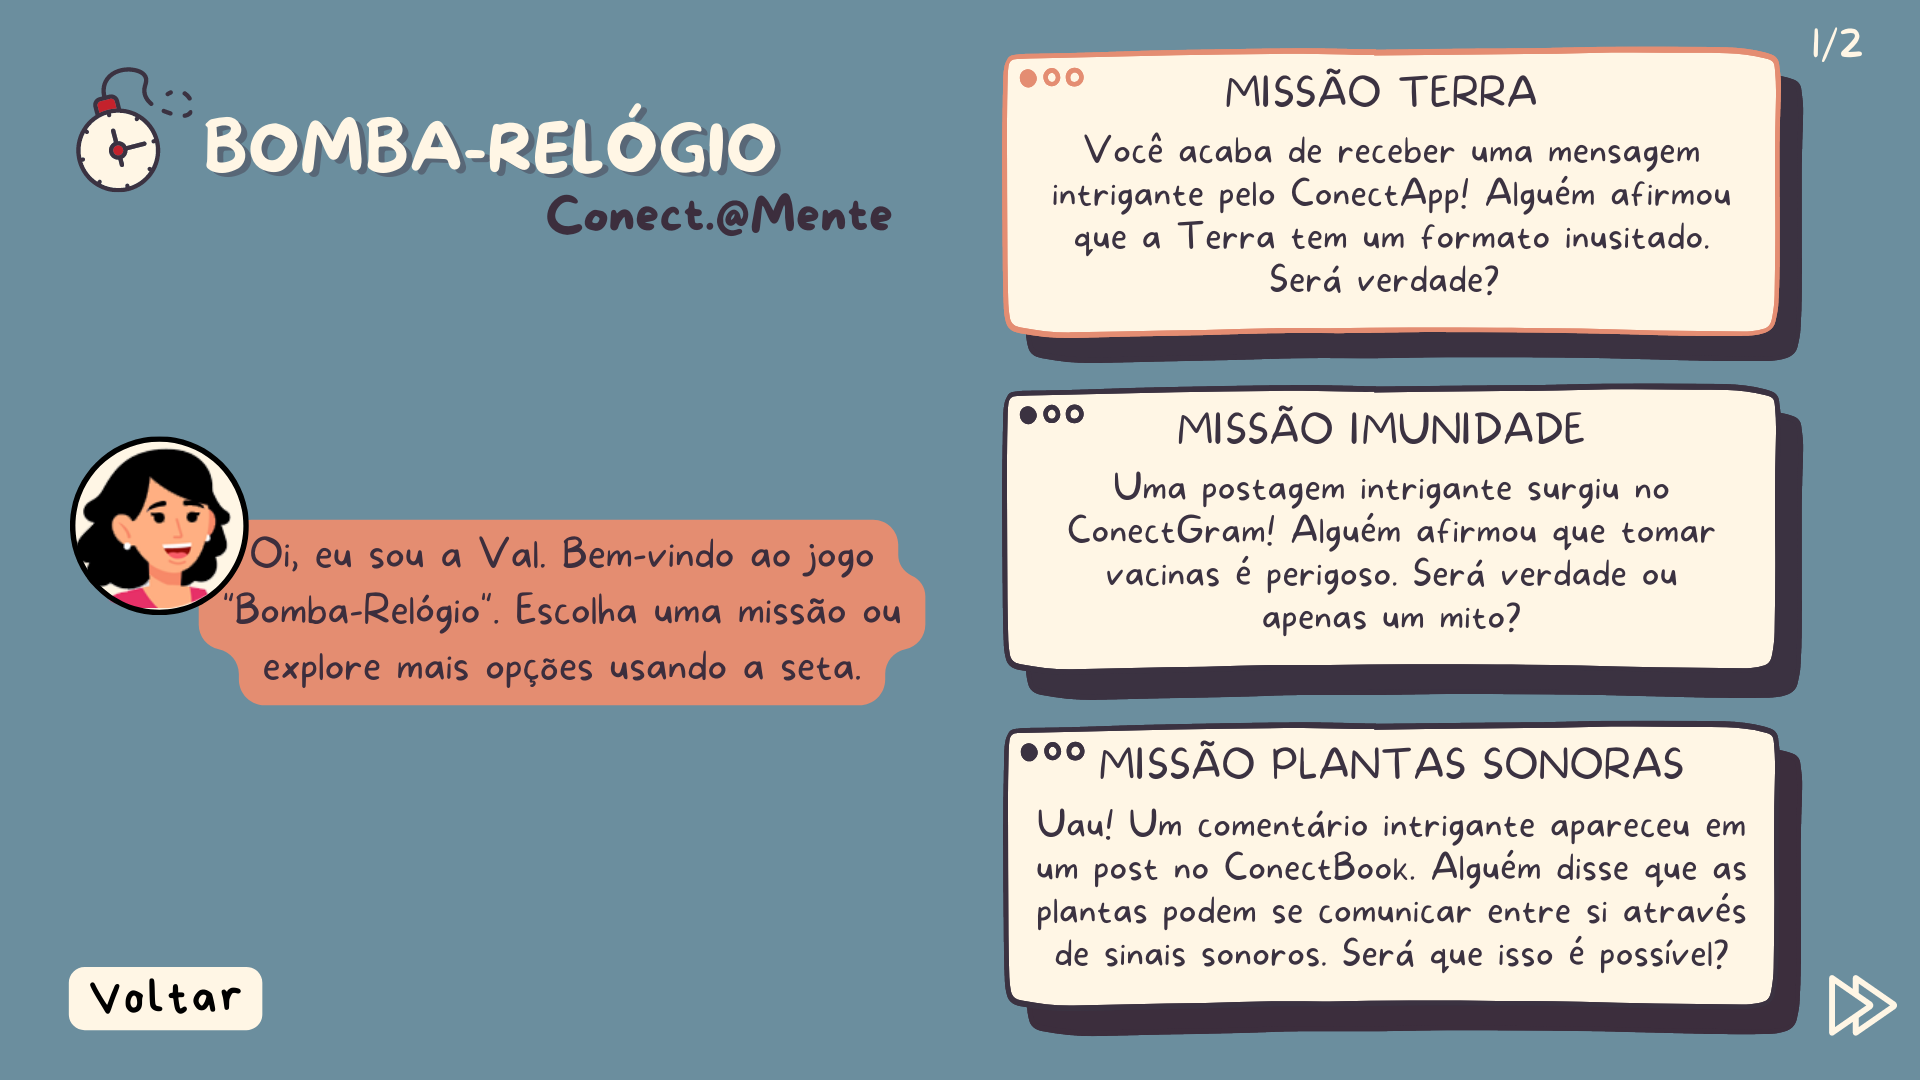 BOMBA-RELÓGIO
Conect.@Mente
Oi, eu sou a Val. Bem-vindo ao jogo
"Bomba-Relógio". Escolha uma missão ou
explore mais opções usando a seta.
Voltar
1/2
MISSÃO TERRA
Você acaba de receber uma mensagem
intrigante pelo ConectApp! Alguém afirmou
que a Terra tem um formato inusitado.
Será verdade?
MISSÃO IMUNIDADE
Uma postagem intrigante surgiu no
ConectGram! Alguém afirmou que tomar
vacinas é perigoso. Será verdade ou
apenas um mito?
MISSÃO PLANTAS SONORAS
Uau! Um comentário intrigante apareceu em
um post no ConectBook. Alguém disse que as
plantas podem se comunicar entre si através
de sinais sonoros. Será que isso é possível?